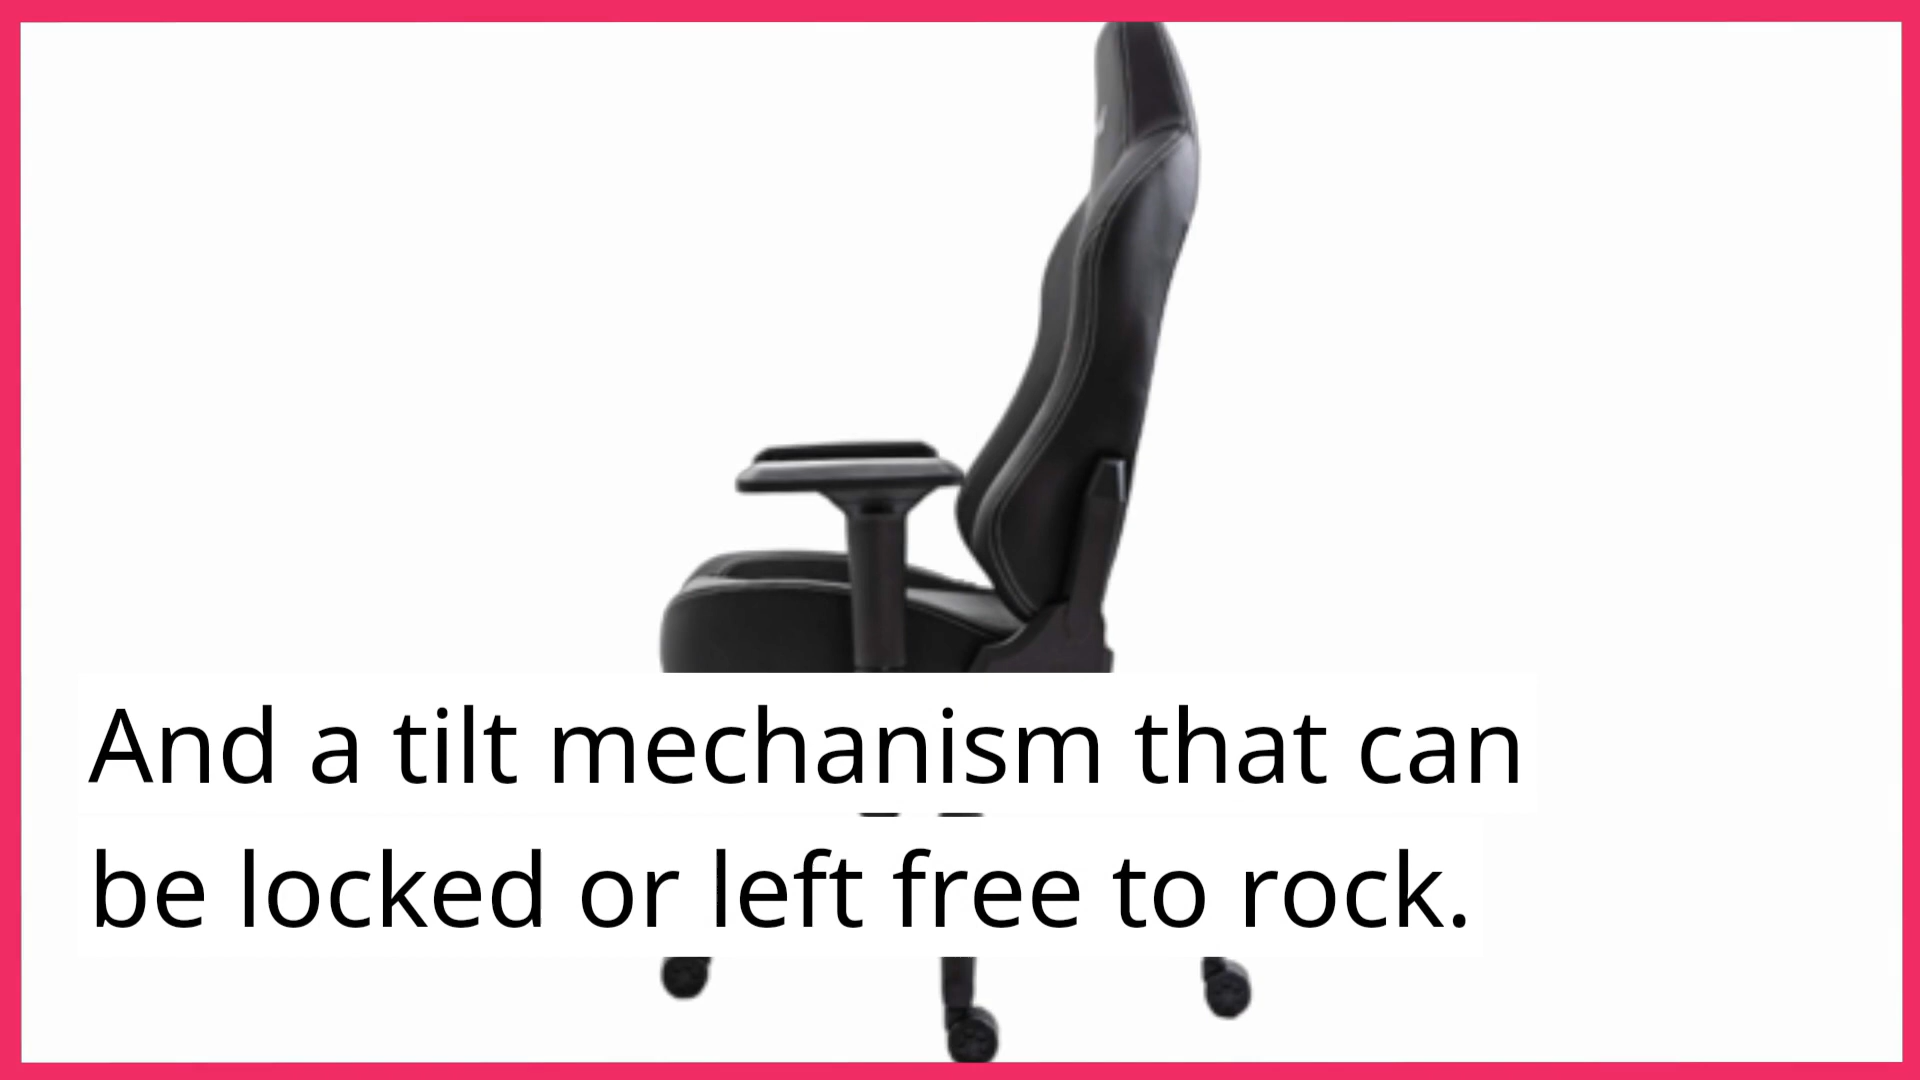 And a tilt mechanism that can
be locked or left free to rock.